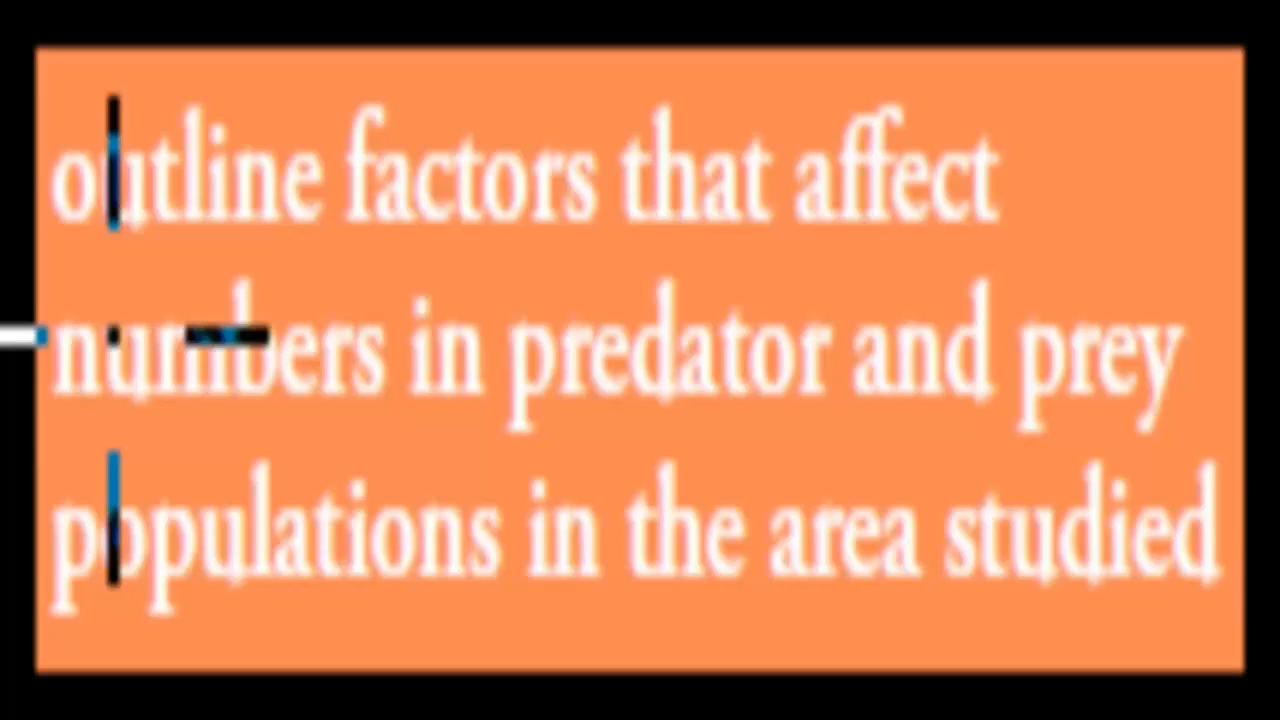 outline factors that affect
numbers in predator and prey
populations in the area studied